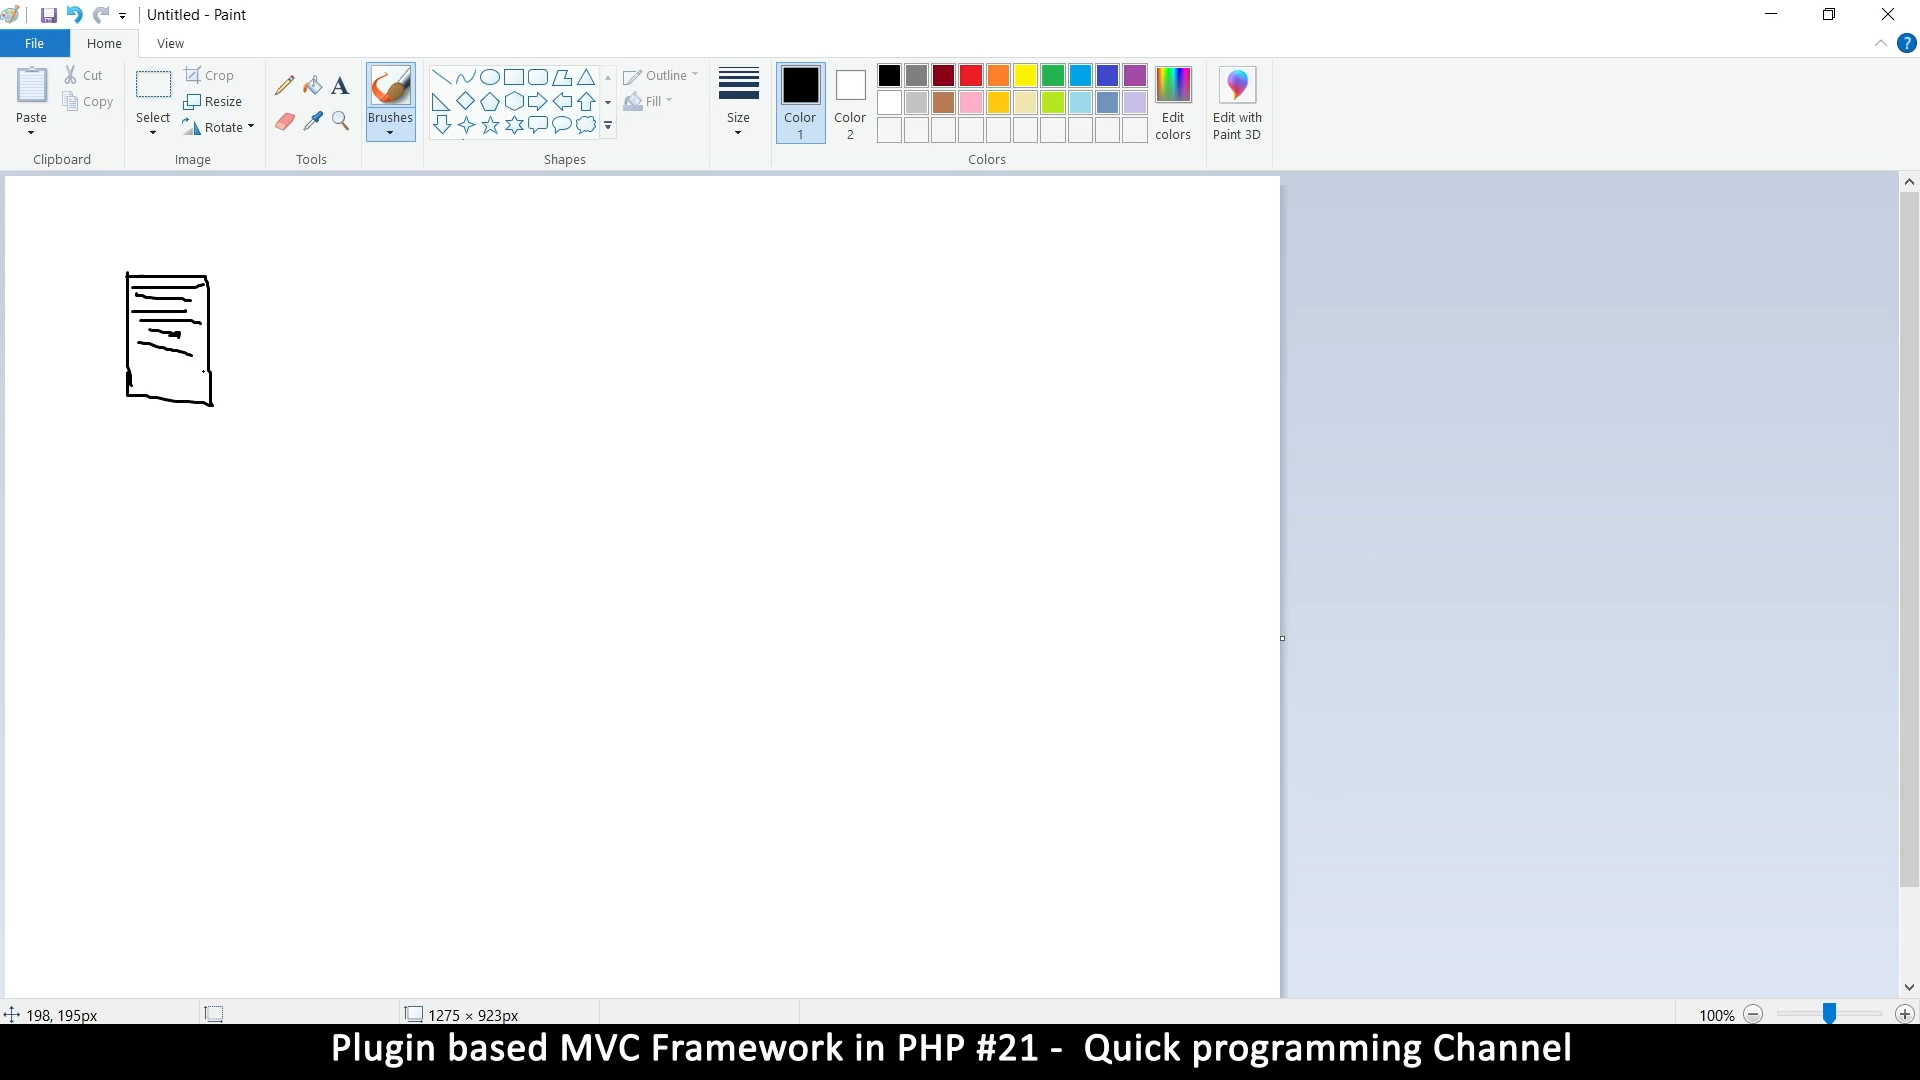 Untitled - Paint
File Home View
Paste
Cut
Copy
Clipboard
Select
Crop
Resize
Rotate
Image
A
Tools
Brushes
Outline
Fill
Shapes
Size
Color 1
Color 2
Edit colors
Colors
Edit with Paint 3D
?
198, 195px
1275 × 923px
100%
Plugin based MVC Framework in PHP #21 - Quick programming Channel